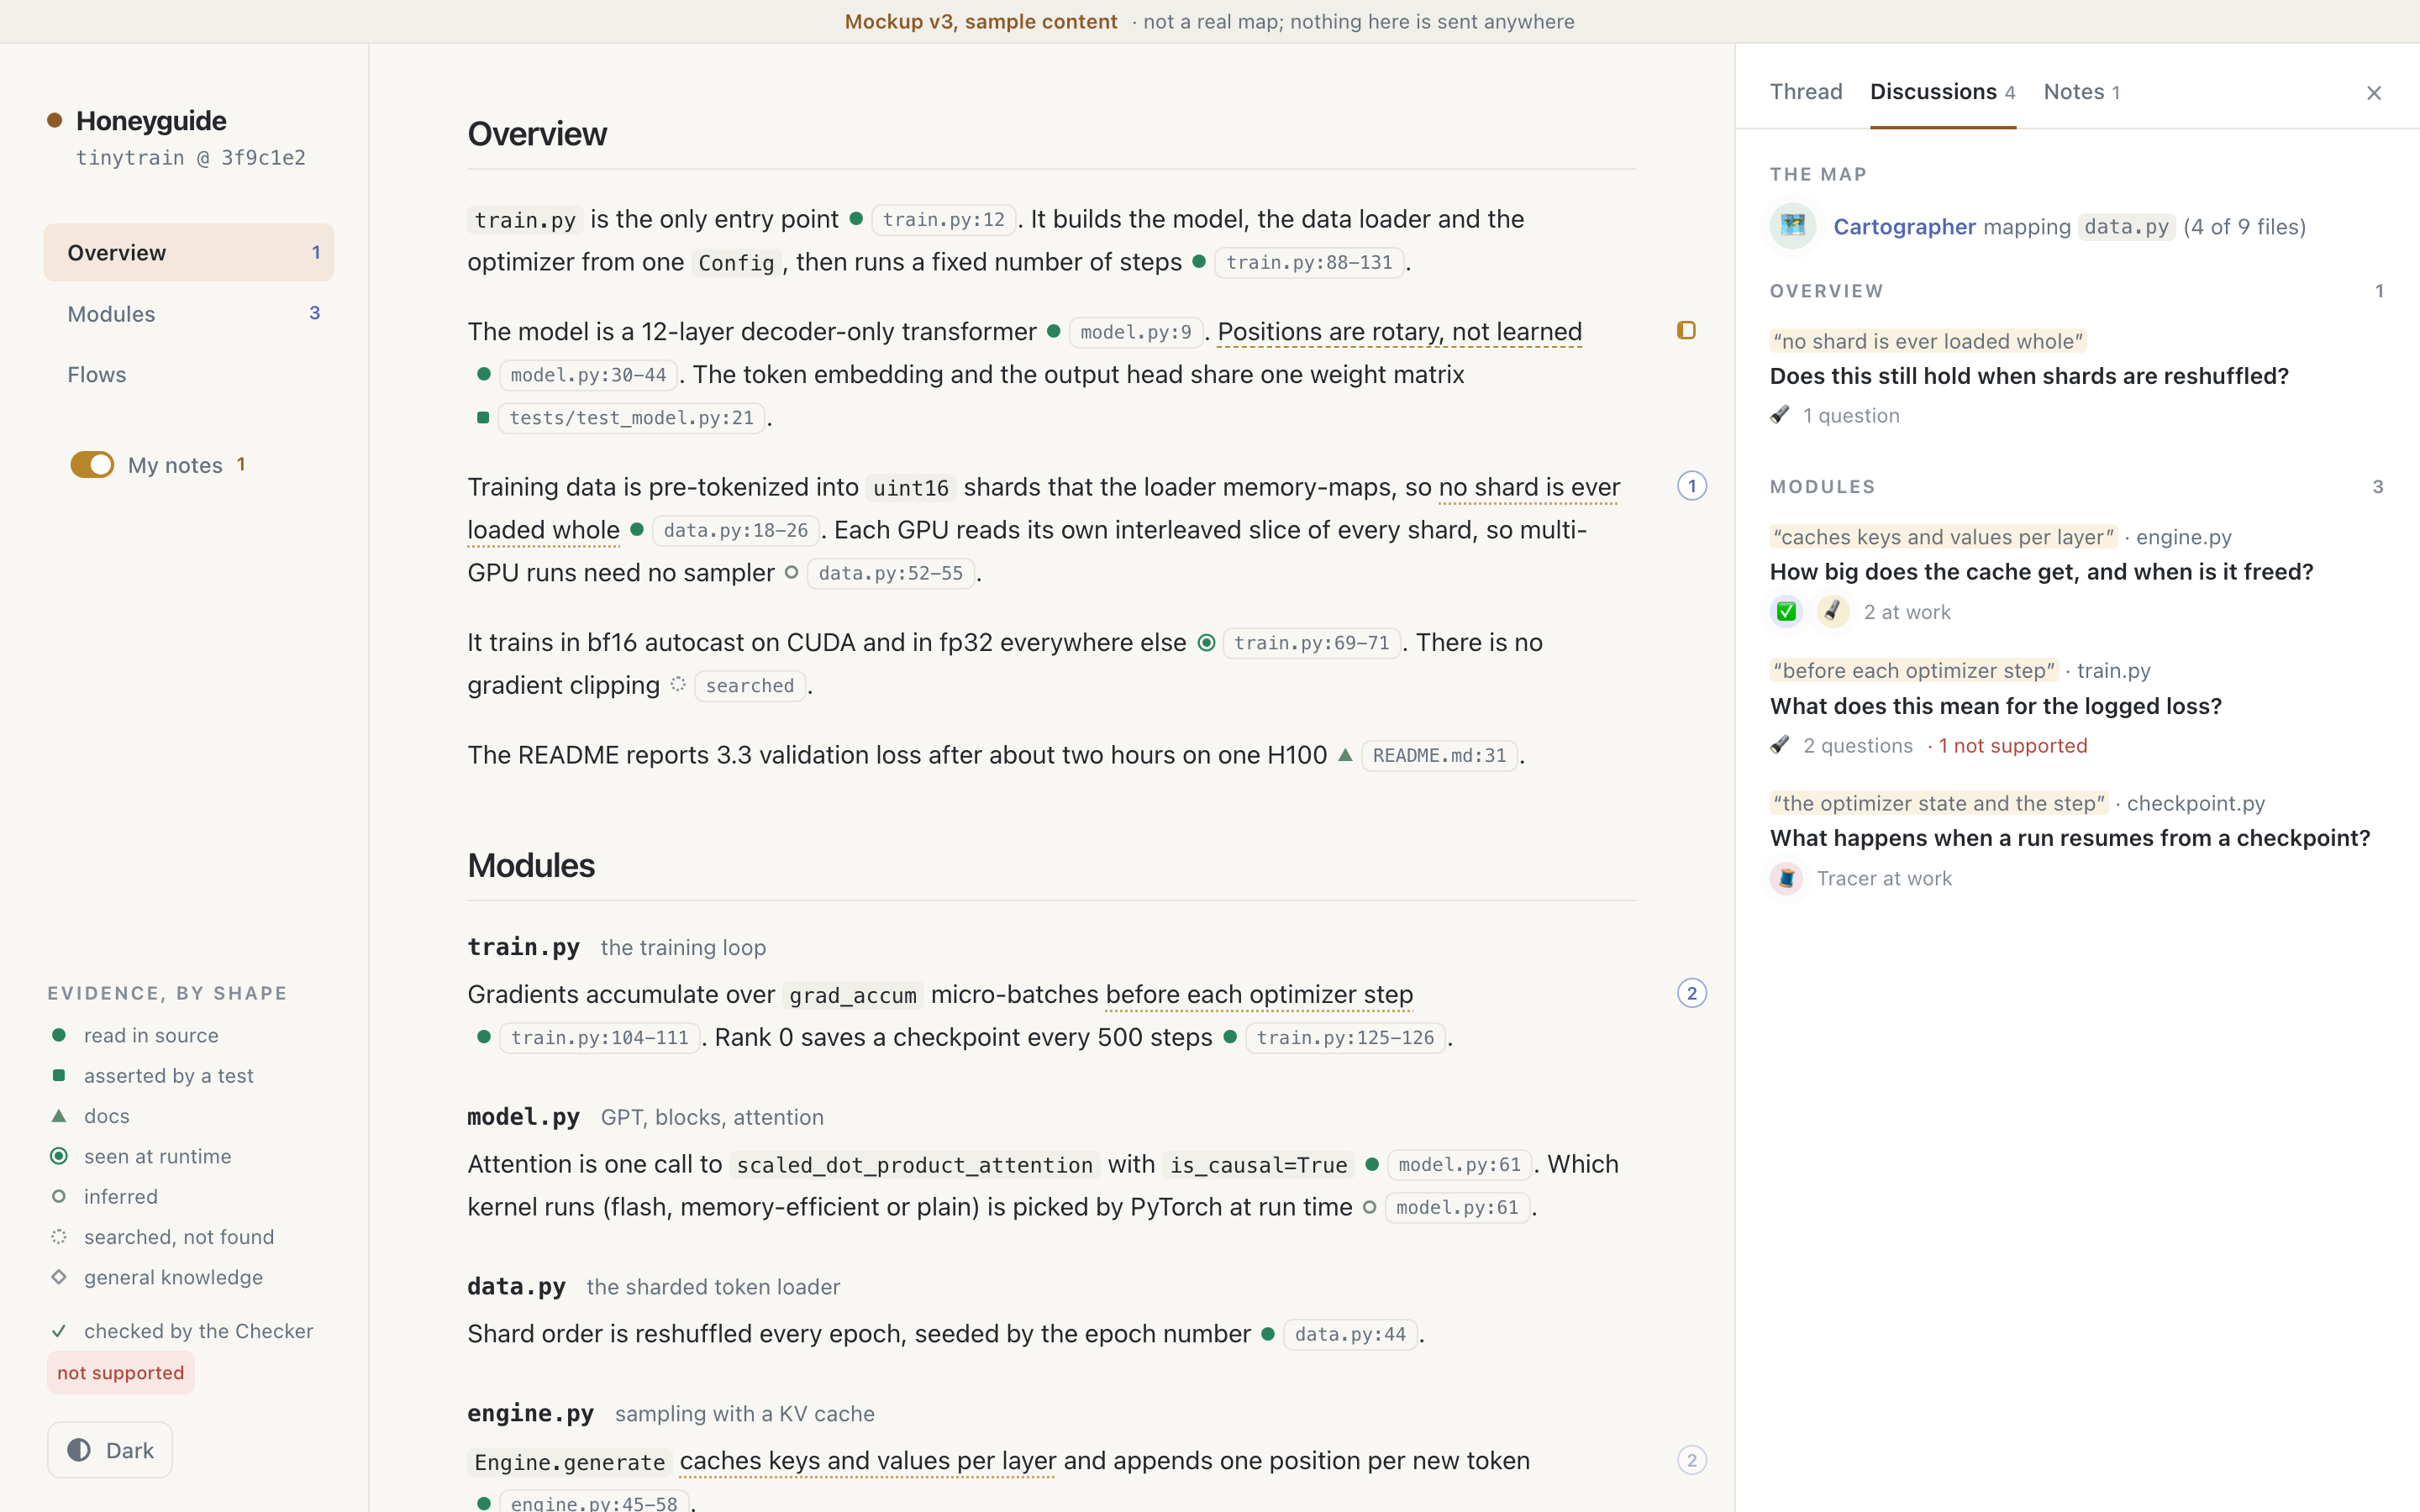 Mockup v3, sample content · not a real map; nothing here is sent anywhere
Honeyguide
tinytrain @ 3f9c1e2
Overview 1
Modules 3
Flows
My notes 1
EVIDENCE, BY SHAPE
read in source
asserted by a test
docs
seen at runtime
inferred
searched, not found
general knowledge
checked by the Checker
not supported
Dark
Overview
train.py is the only entry point train.py:12. It builds the model, the data loader and the
optimizer from one Config, then runs a fixed number of steps train.py:88–131.
The model is a 12-layer decoder-only transformer model.py:9. Positions are rotary, not learned
model.py:30–44. The token embedding and the output head share one weight matrix
tests/test_model.py:21.
Training data is pre-tokenized into uint16 shards that the loader memory-maps, so no shard is ever 1
loaded whole data.py:18–26. Each GPU reads its own interleaved slice of every shard, so multi-
GPU runs need no sampler data.py:52–55.
It trains in bf16 autocast on CUDA and in fp32 everywhere else train.py:69–71. There is no
gradient clipping searched.
The README reports 3.3 validation loss after about two hours on one H100 README.md:31.
Modules
train.py the training loop
Gradients accumulate over grad_accum micro-batches before each optimizer step 2
train.py:104–111. Rank 0 saves a checkpoint every 500 steps train.py:125–126.
model.py GPT, blocks, attention
Attention is one call to scaled_dot_product_attention with is_causal=True model.py:61. Which
kernel runs (flash, memory-efficient or plain) is picked by PyTorch at run time model.py:61.
data.py the sharded token loader
Shard order is reshuffled every epoch, seeded by the epoch number data.py:44.
engine.py sampling with a KV cache
Engine.generate caches keys and values per layer and appends one position per new token 2
engine.py:45–58.
Thread Discussions 4 Notes 1
THE MAP
Cartographer mapping data.py (4 of 9 files)
OVERVIEW 1
“no shard is ever loaded whole”
Does this still hold when shards are reshuffled?
1 question
MODULES 3
“caches keys and values per layer” · engine.py
How big does the cache get, and when is it freed?
2 at work
“before each optimizer step” · train.py
What does this mean for the logged loss?
2 questions · 1 not supported
“the optimizer state and the step” · checkpoint.py
What happens when a run resumes from a checkpoint?
Tracer at work